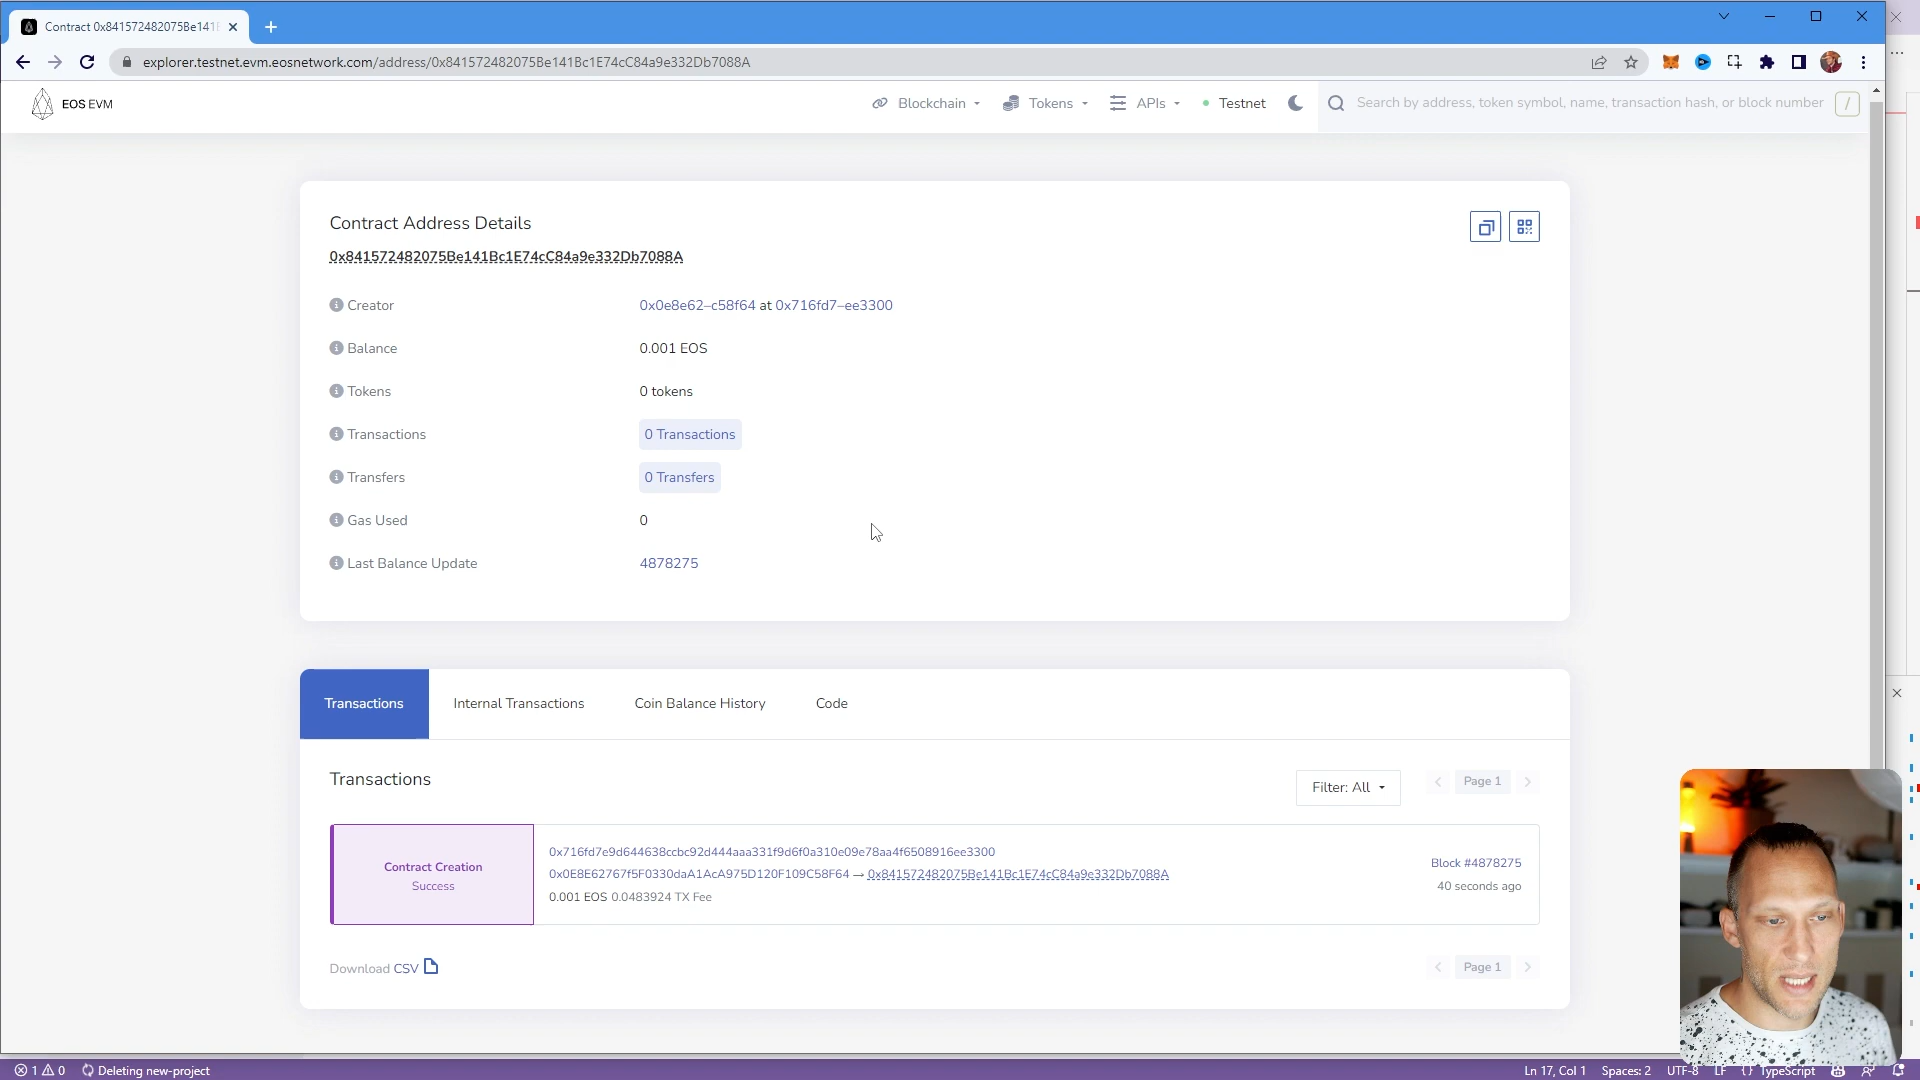 Contract 0x841572482075Be141B
explorer.testnet.evm.eosnetwork.com/address/0x841572482075Be141Bc1E74cC84a9e332Db7088A
EOS EVM
Blockchain
Tokens
APIs
Testnet
Search by address, token symbol, name, transaction hash, or block number
/
Contract Address Details
0x841572482075Be141Bc1E74cC84a9e332Db7088A
Creator
0x0e8e62–c58f64 at 0x716fd7–ee3300
Balance
0.001 EOS
Tokens
0 tokens
Transactions
0 Transactions
Transfers
0 Transfers
Gas Used
0
Last Balance Update
4878275
Transactions
Internal Transactions
Coin Balance History
Code
Transactions
Filter: All
Page 1
Contract Creation
Success
0x716fd7e9d644638ccbc92d444aaa331f9d6f0a310e09e78aa4f6508916ee3300
0x0E8E62767f5F0330daA1AcA975D120F109C58F64 → 0x841572482075Be141Bc1E74cC84a9e332Db7088A
0.001 EOS 0.0483924 TX Fee
Block #4878275
40 seconds ago
Download CSV
Page 1
1 0
Deleting new-project
Ln 17, Col 1
Spaces: 2
UTF-8
LF
{} TypeScript